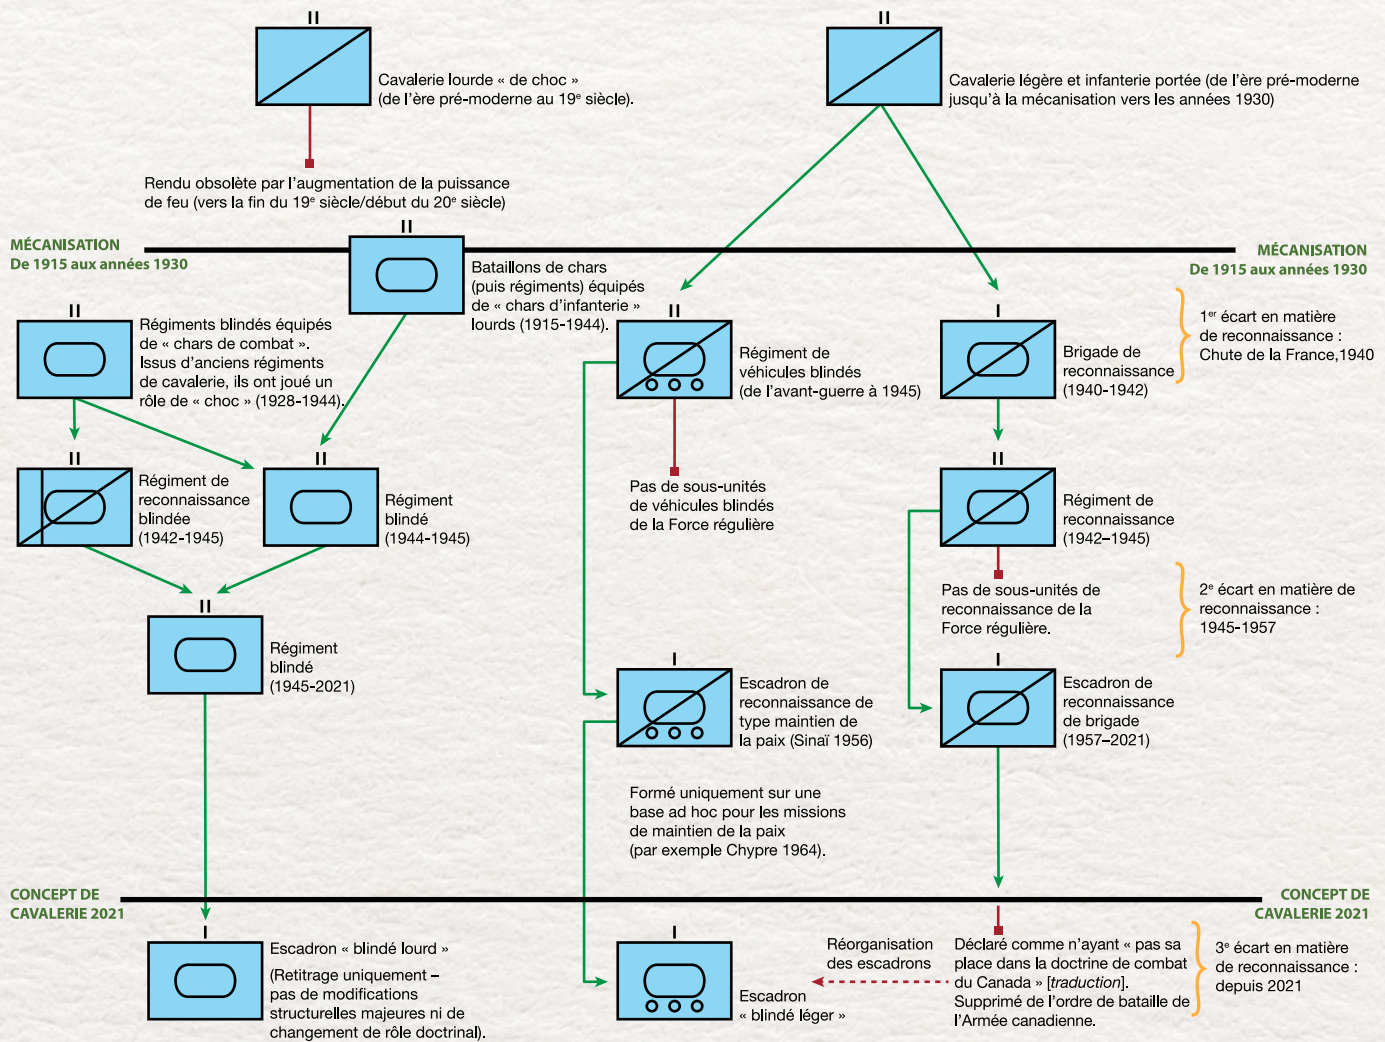 Cavalerie lourde « de choc »
(de l'ère pré-moderne au 19e siècle).
Cavalerie légère et infanterie portée (de l'ère pré-moderne
jusqu'à la mécanisation vers les années 1930)
Rendu obsolète par l'augmentation de la puissance
de feu (vers la fin du 19e siècle/début du 20e siècle)
MÉCANISATION
De 1915 aux années 1930
MÉCANISATION
De 1915 aux années 1930
Bataillons de chars
(puis régiments) équipés
de « chars d'infanterie »
lourds (1915-1944).
Régiments blindés équipés
de « chars de combat ».
Issus d'anciens régiments
de cavalerie, ils ont joué un
rôle de « choc » (1928-1944).
Régiment de
véhicules blindés
(de l'avant-guerre à 1945)
Brigade de
reconnaissance
(1940-1942)
1er écart en matière
de reconnaissance :
Chute de la France,1940
Régiment de
reconnaissance
blindée
(1942-1945)
Régiment
blindé
(1944-1945)
Pas de sous-unités
de véhicules blindés
de la Force régulière
Régiment de
reconnaissance
(1942–1945)
Pas de sous-unités de
reconnaissance de la
Force régulière.
2e écart en matière de
reconnaissance :
1945-1957
Régiment
blindé
(1945-2021)
Escadron de
reconnaissance de
type maintien de
la paix (Sinaï 1956)
Escadron de
reconnaissance
de brigade
(1957–2021)
Formé uniquement sur une
base ad hoc pour les missions
de maintien de la paix
(par exemple Chypre 1964).
CONCEPT DE
CAVALERIE 2021
CONCEPT DE
CAVALERIE 2021
Escadron « blindé lourd »
(Retitrage uniquement –
pas de modifications
structurelles majeures ni de
changement de rôle doctrinal).
Escadron
« blindé léger »
Réorganisation
des escadrons
Déclaré comme n'ayant « pas sa
place dans la doctrine de combat
du Canada » [traduction].
Supprimé de l'ordre de bataille de
l'Armée canadienne.
3e écart en matière
de reconnaissance :
depuis 2021